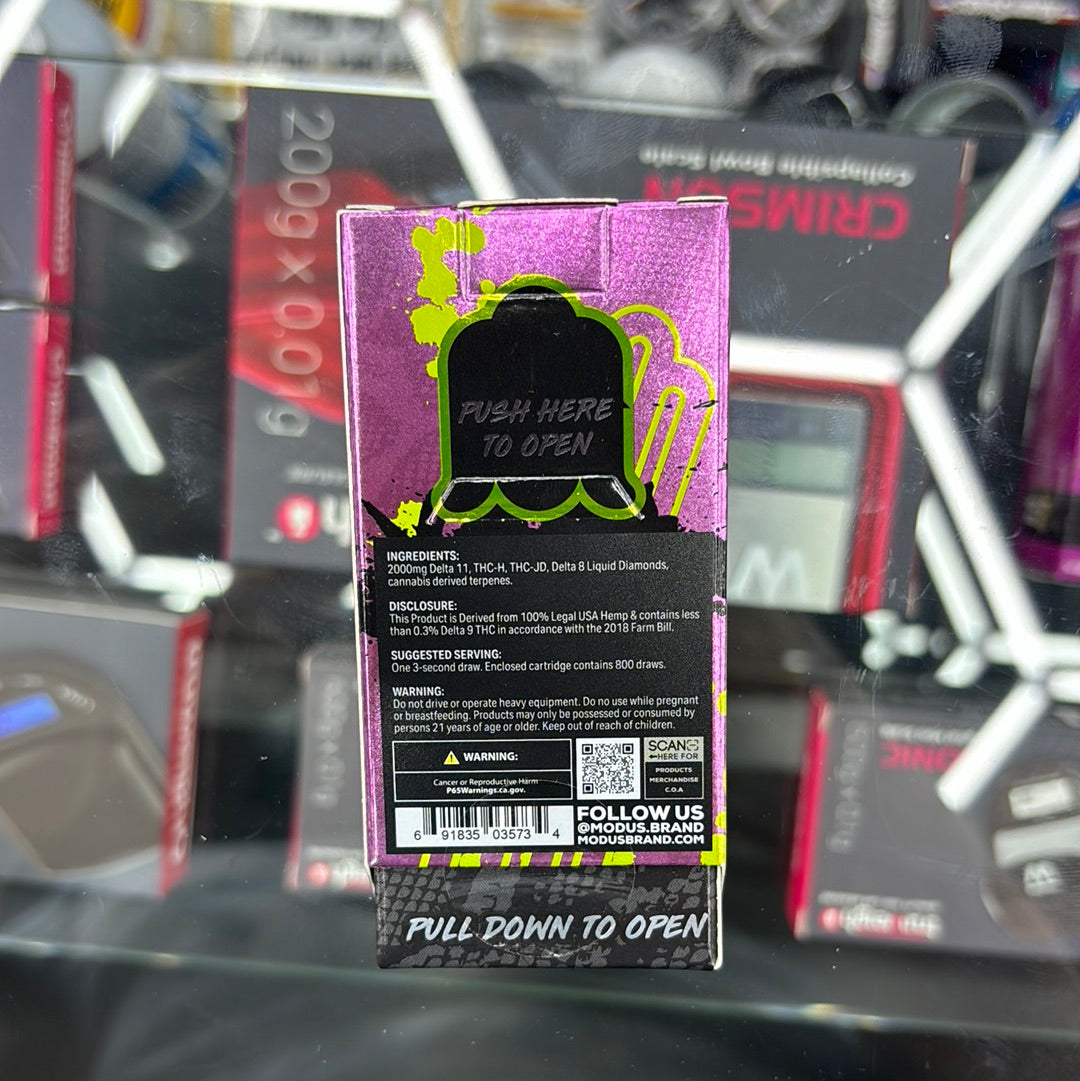 200g x 0.01g
Collapsible Bowl Scale
CRIMSON
PUSH HERE
TO OPEN
INGREDIENTS:
2000mg Delta 11, THC-H, THC-JD, Delta 8 Liquid Diamonds,
cannabis derived terpenes.
DISCLOSURE:
This Product is Derived from 100% Legal USA Hemp & contains less
than 0.3% Delta 9 THC in accordance with the 2018 Farm Bill.
SUGGESTED SERVING:
One 3-second draw. Enclosed cartridge contains 800 draws.
WARNING:
Do not drive or operate heavy equipment. Do no use while pregnant
or breastfeeding. Products may only be possessed or consumed by
persons 21 years of age or older. Keep out of reach of children.
WARNING:
Cancer or Reproductive Harm
P65Warnings.ca.gov.
SCAN
HERE FOR
PRODUCTS
MERCHANDISE
C.O.A
6 91835 03573 4
FOLLOW US
@MODUS.BRAND
MODUSBRAND.COM
PULL DOWN TO OPEN